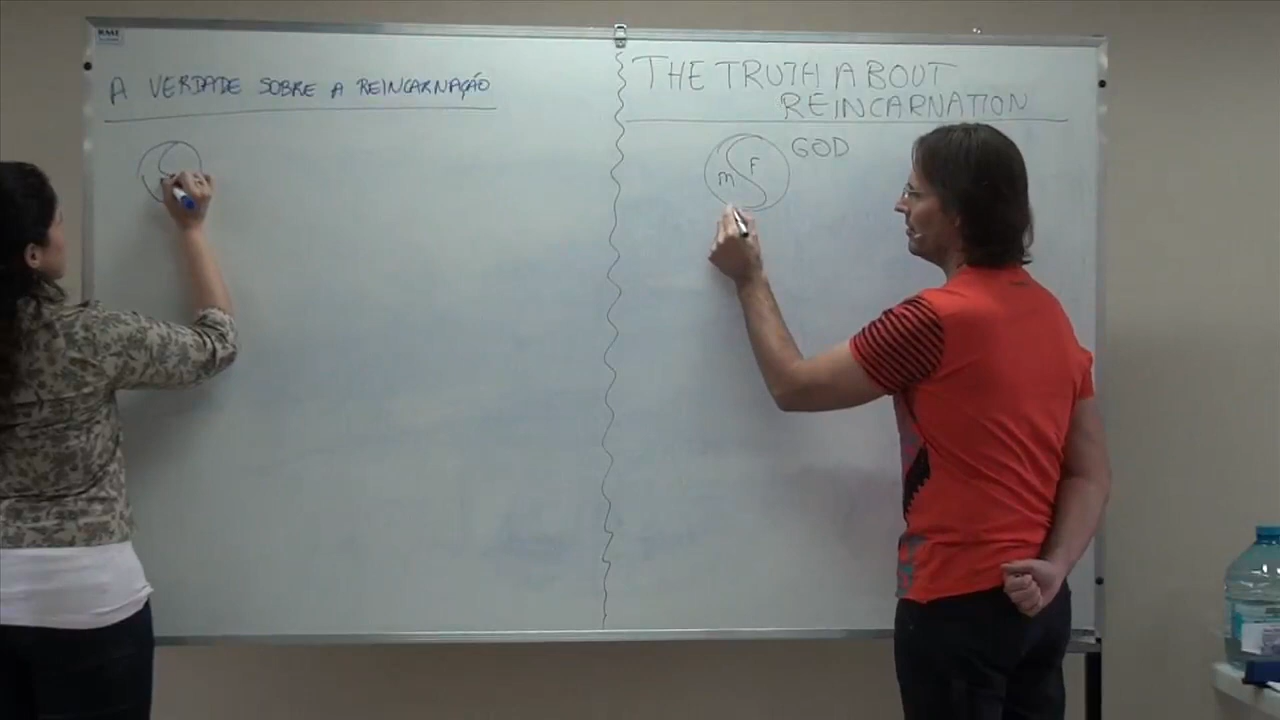 A VERDADE SOBRE A REINCARNAÇÃO
THE TRUTH ABOUT
REINCARNATION
GOD
M F